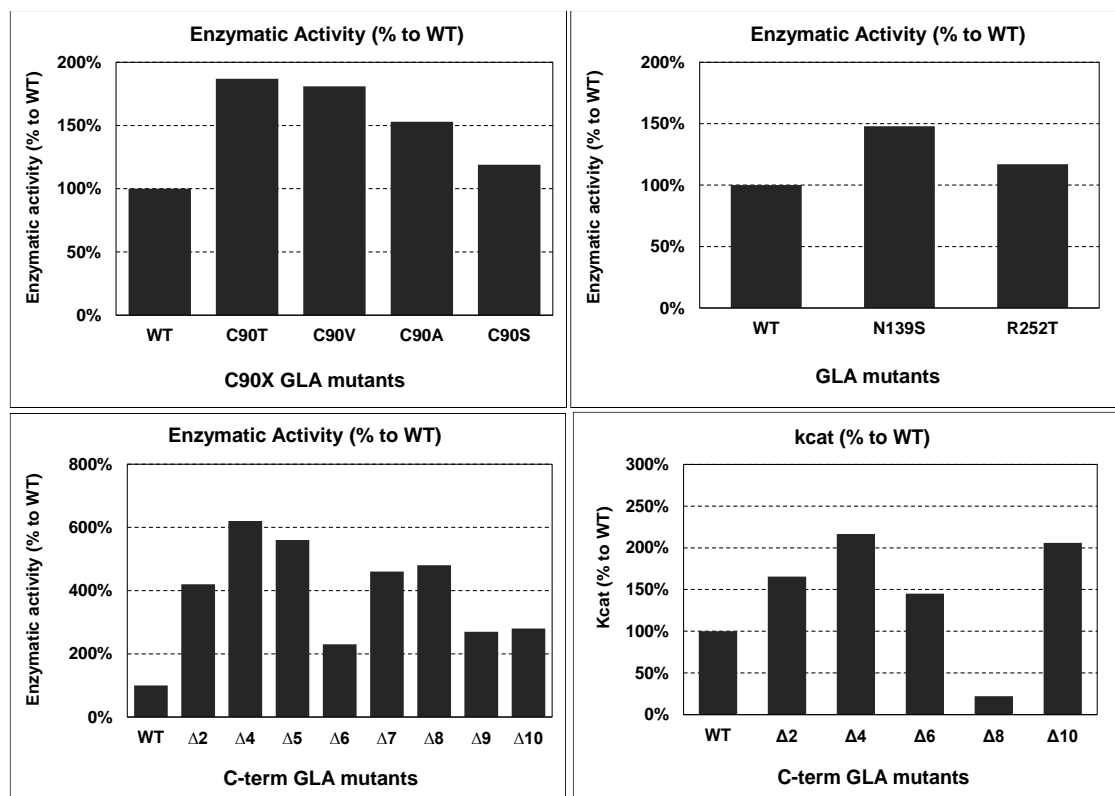 Enzymatic Activity (% to WT)
Enzymatic activity (% to WT)
200%
150%
100%
50%
0%
WT C90T C90V C90A C90S
C90X GLA mutants
Enzymatic Activity (% to WT)
Enzymatic activity (% to WT)
200%
150%
100%
50%
0%
WT N139S R252T
GLA mutants
Enzymatic Activity (% to WT)
Enzymatic activity (% to WT)
800%
600%
400%
200%
0%
WT Δ2 Δ4 Δ5 Δ6 Δ7 Δ8 Δ9 Δ10
C-term GLA mutants
kcat (% to WT)
Kcat (% to WT)
300%
250%
200%
150%
100%
50%
0%
WT Δ2 Δ4 Δ6 Δ8 Δ10
C-term GLA mutants